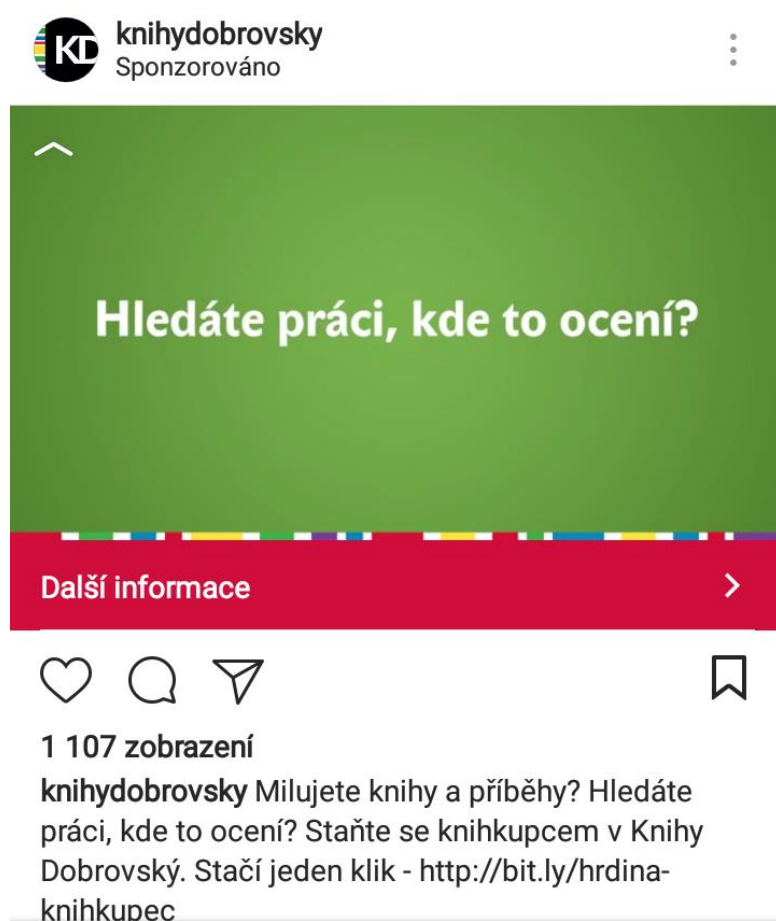 KD
knihydobrovsky
Sponzorováno
Hledáte práci, kde to ocení?
Další informace
1 107 zobrazení
knihydobrovsky Milujete knihy a příběhy? Hledáte
práci, kde to ocení? Staňte se knihkupcem v Knihy
Dobrovský. Stačí jeden klik - http://bit.ly/hrdina-
knihkupec